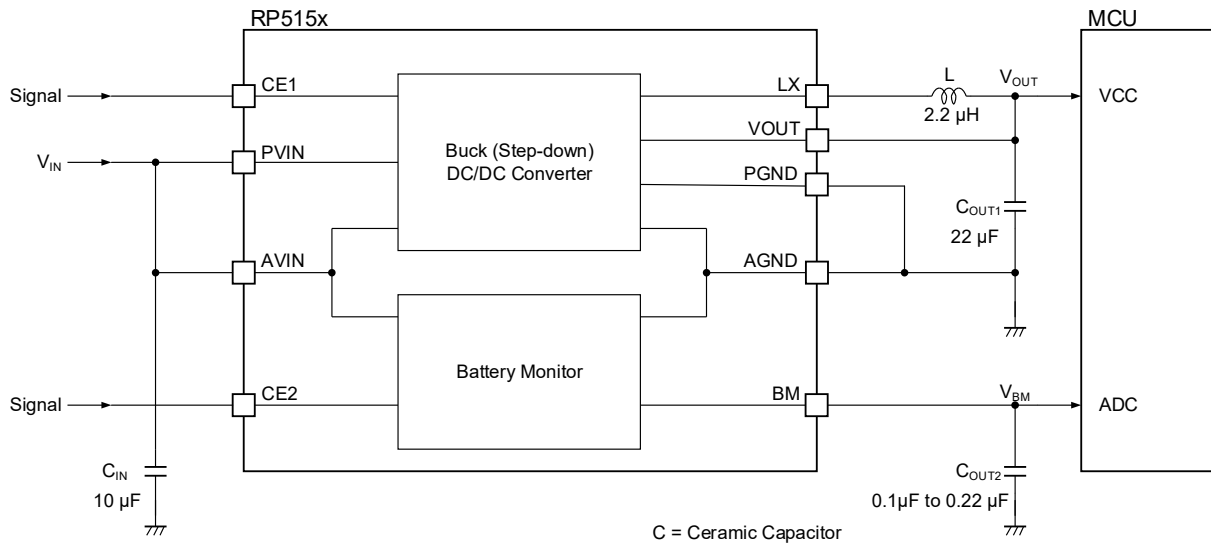 RP515x
MCU
Signal
CE1
LX
L
2.2 µH
VOUT
VCC
VOUT
VIN
PVIN
Buck (Step-down)
DC/DC Converter
PGND
COUT1
22 µF
AVIN
AGND
Battery Monitor
Signal
CE2
BM
VBM
ADC
CIN
10 µF
COUT2
0.1µF to 0.22 µF
C = Ceramic Capacitor